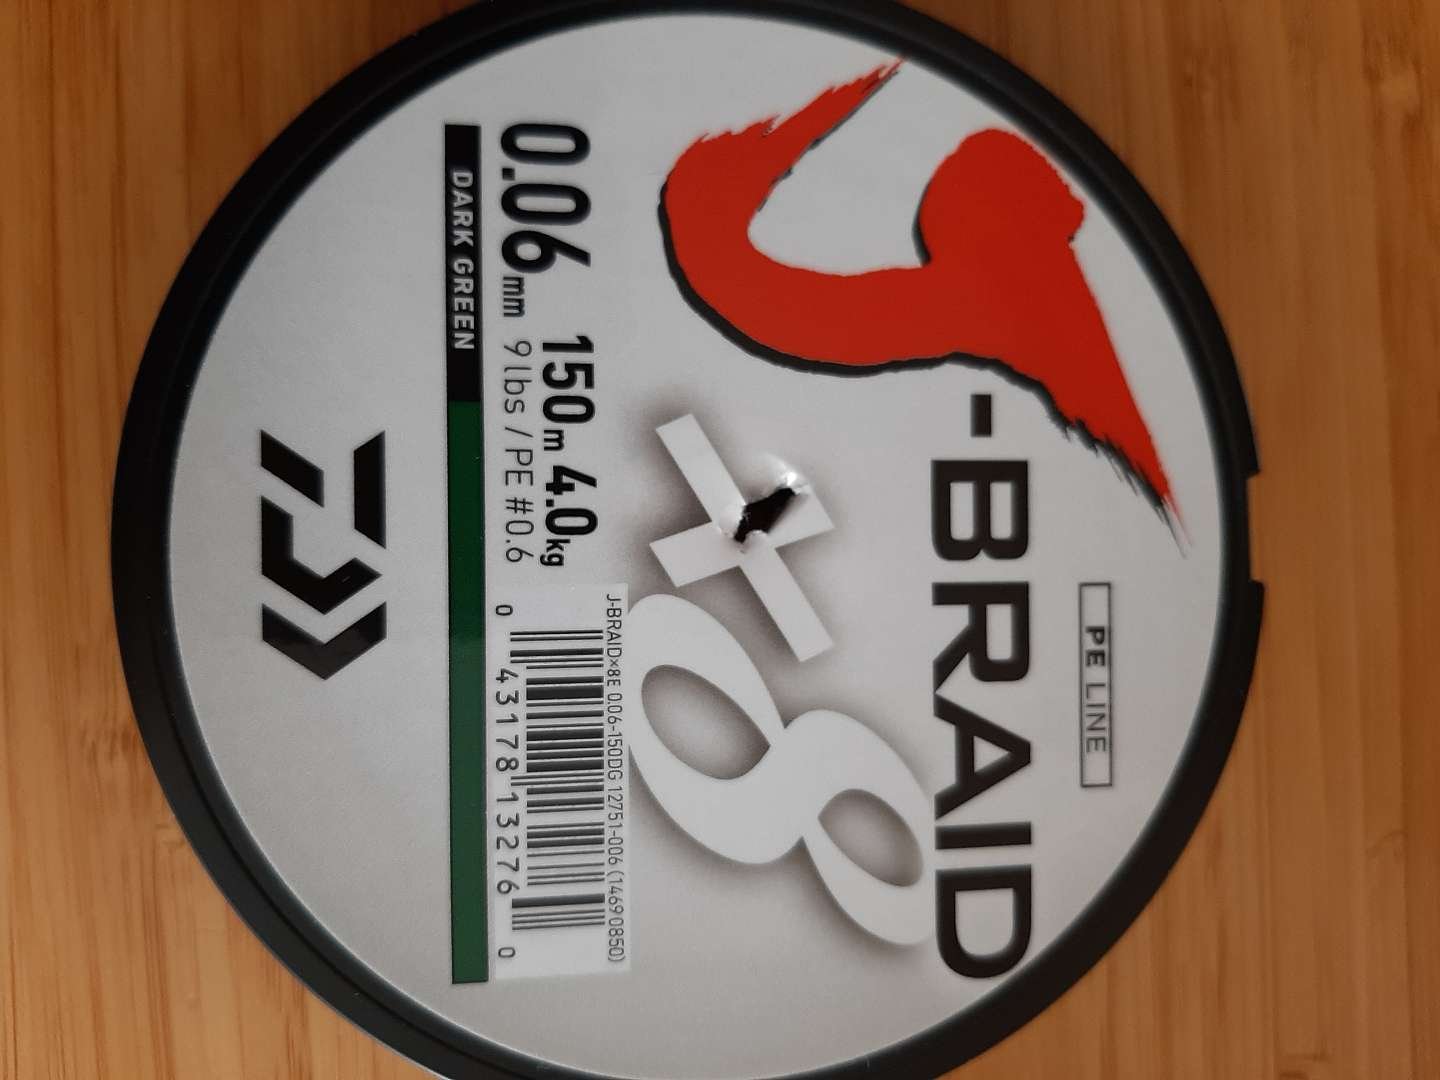 PE LINE
J-BRAID
×8
0.06mm 150m 4.0kg
9lbs / PE #0.6
J-BRAID×8E 0.06-150DG 12751-006 (1469 0850)
0 43178 13276 0
DARK GREEN